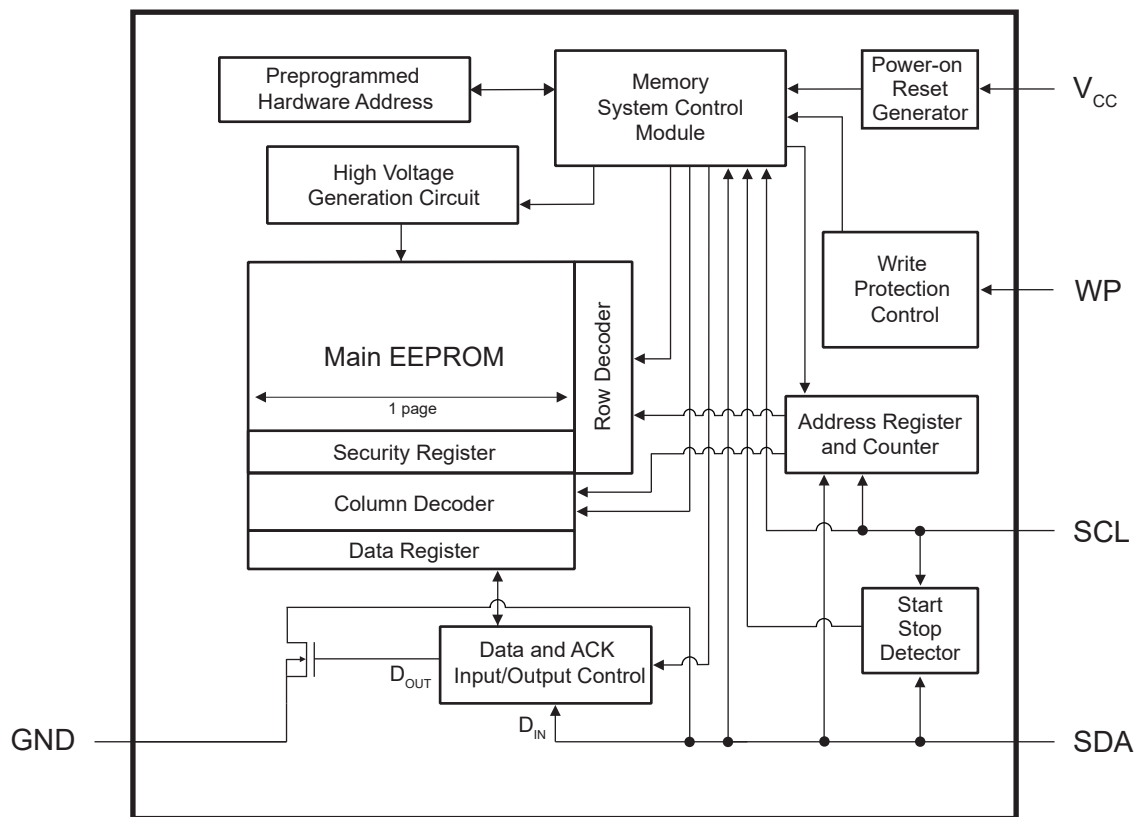 Preprogrammed
Hardware Address
Memory
System Control
Module
Power-on
Reset
Generator
VCC
High Voltage
Generation Circuit
Write
Protection
Control
WP
Main EEPROM
1 page
Row Decoder
Address Register
and Counter
Security Register
Column Decoder
Data Register
SCL
Start
Stop
Detector
Data and ACK
Input/Output Control
DOUT
DIN
GND
SDA